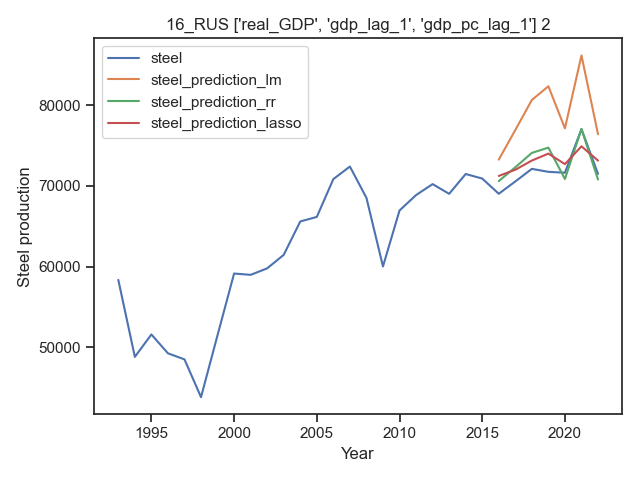 16_RUS ['real_GDP', 'gdp_lag_1', 'gdp_pc_lag_1'] 2
steel
steel_prediction_lm
steel_prediction_rr
steel_prediction_lasso
Steel production
80000
70000
60000
50000
1995
2000
2005
2010
2015
2020
Year